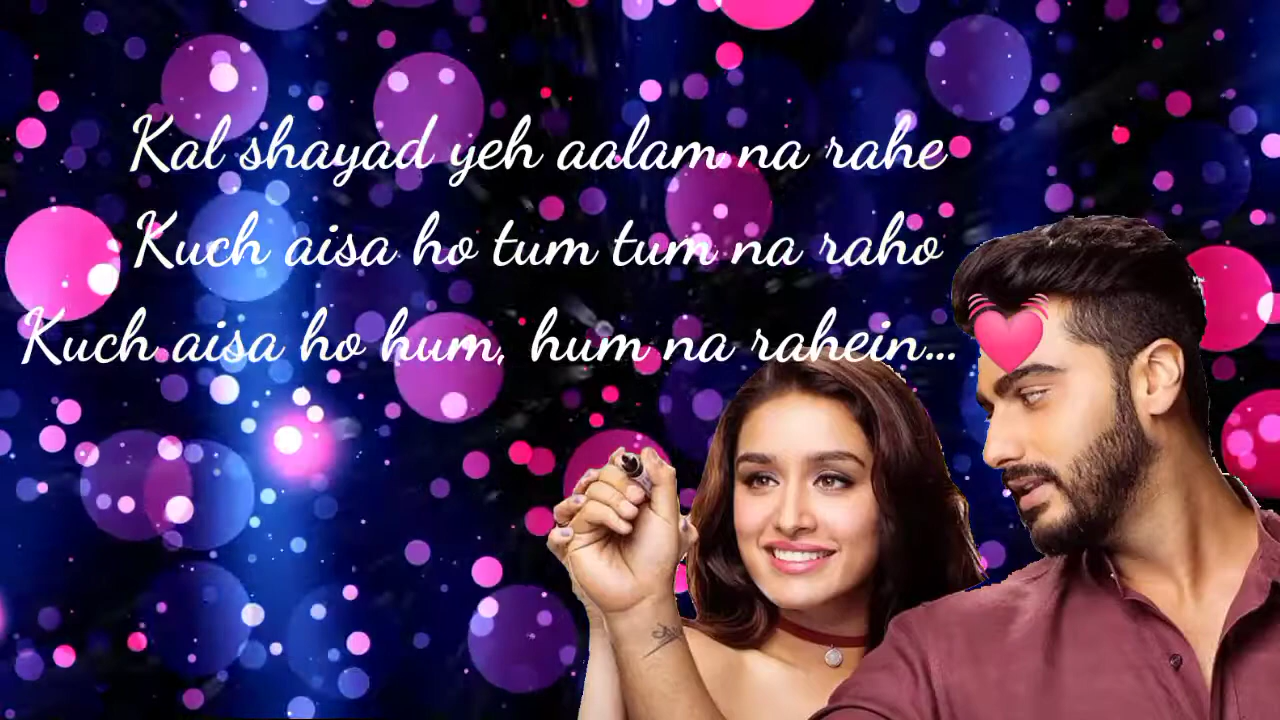 Kal shayad yeh aalam na rahe
Kuch aisa ho tum tum na raho
Kuch aisa ho hum, hum na rahein...